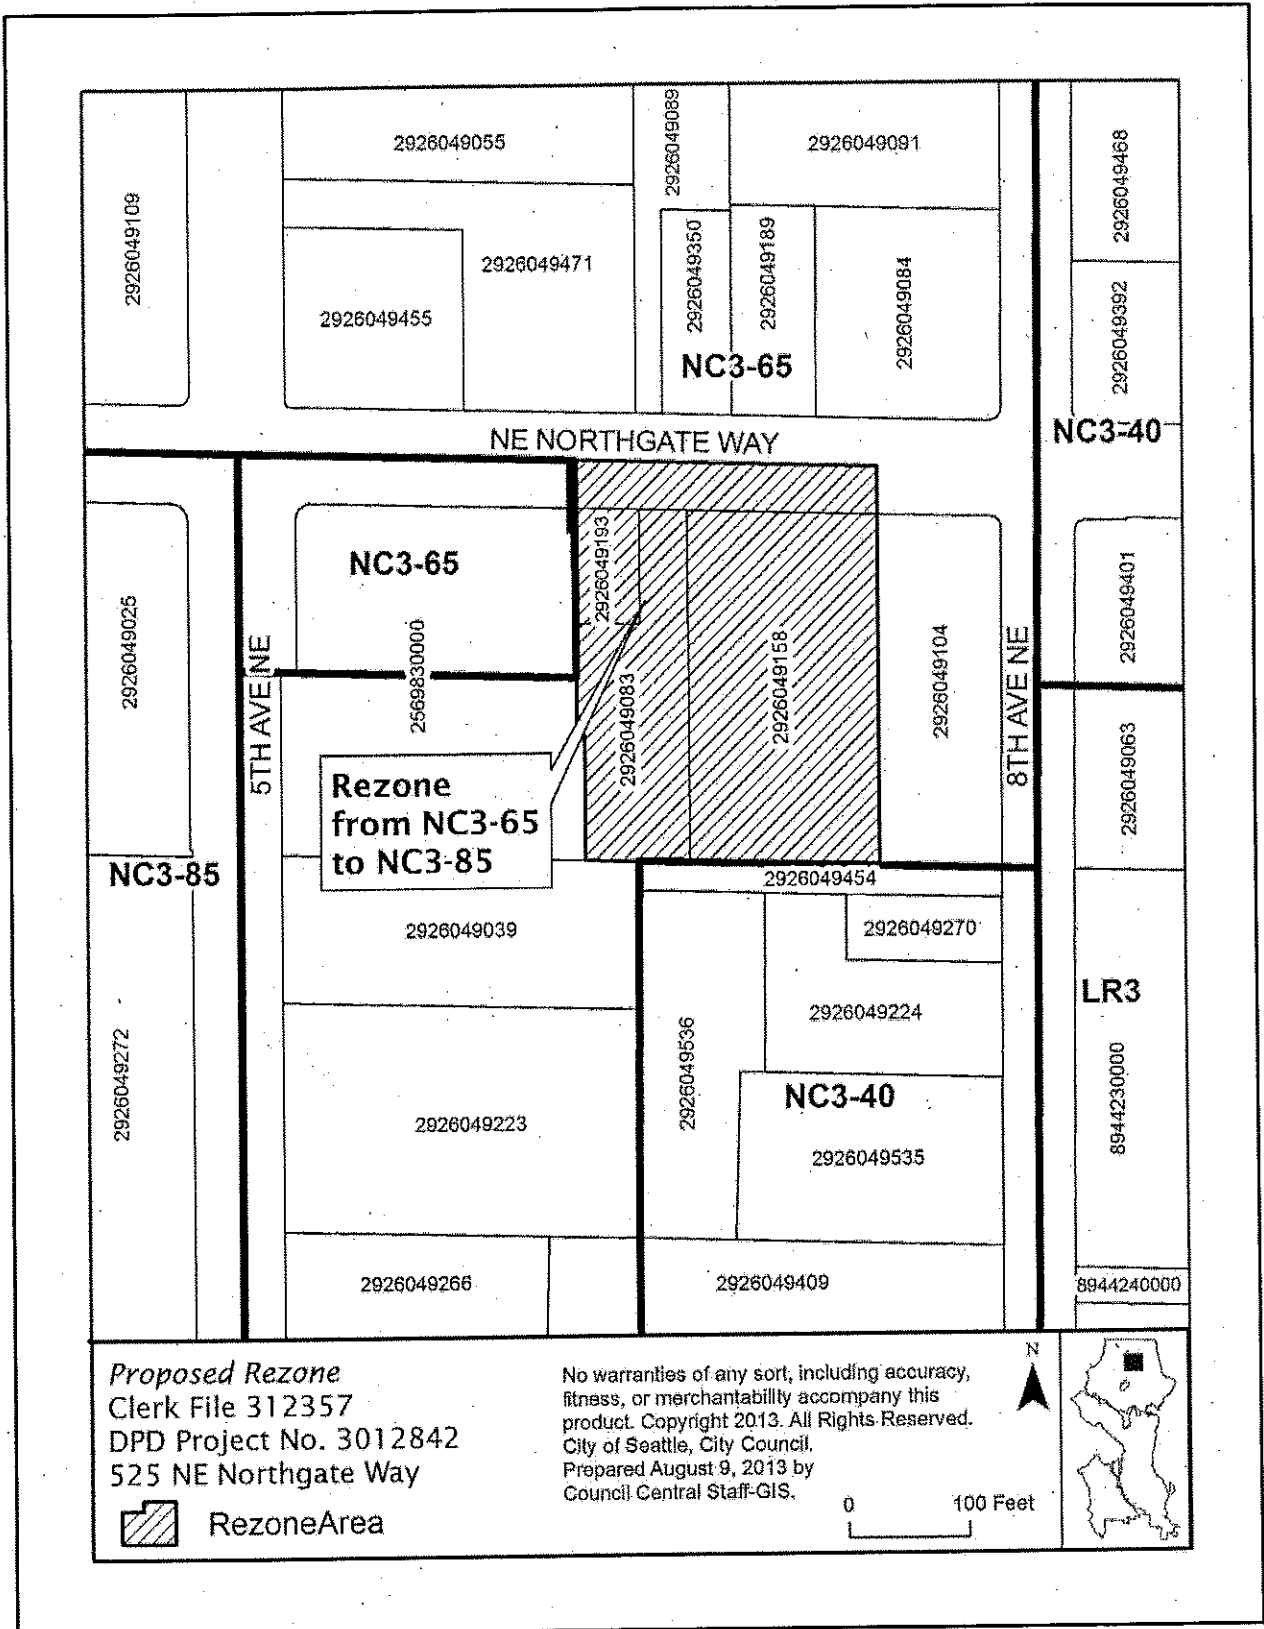 2926049055
2926049089
2926049091
2926049468
2926049109
2926049471
2926049350
2926049189
2926049084
2926049392
2926049455
NC3-65
NC3-40
NE NORTHGATE WAY
NC3-65
2926049193
2926049401
2926049025
5TH AVE NE
2569830000
2926049083
2926049158
2926049104
8TH AVE NE
2926049063
Rezone
from NC3-65
to NC3-85
NC3-85
2926049454
2926049039
2926049270
LR3
2926049272
2926049536
2926049224
8944230000
2926049223
NC3-40
2926049535
2926049266
2926049409
8944240000
Proposed Rezone
Clerk File 312357
DPD Project No. 3012842
525 NE Northgate Way
RezoneArea
No warranties of any sort, including accuracy,
fitness, or merchantability accompany this
product. Copyright 2013. All Rights Reserved.
City of Seattle, City Council.
Prepared August 9, 2013 by
Council Central Staff-GIS.
0 100 Feet
N